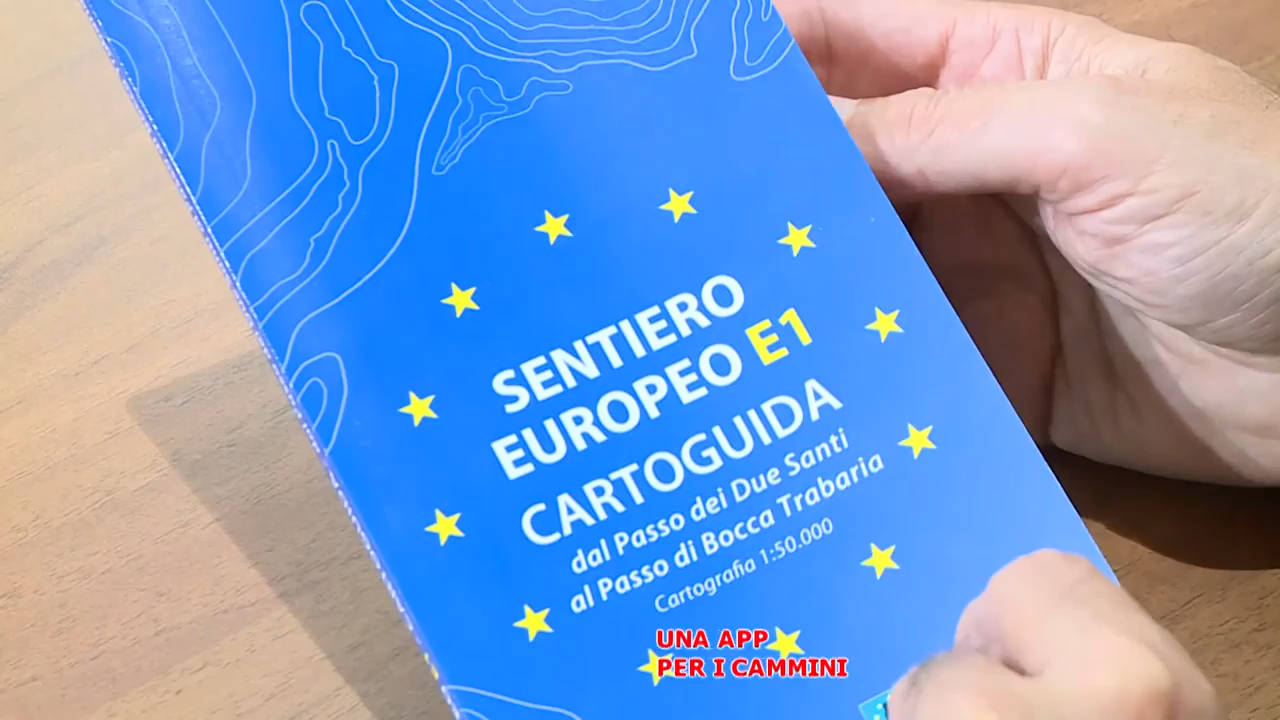 SENTIERO
EUROPEO E1
CARTOGUIDA
dal Passo dei Due Santi
al Passo di Bocca Trabaria
Cartografia 1:50.000
UNA APP
PER I CAMMINI